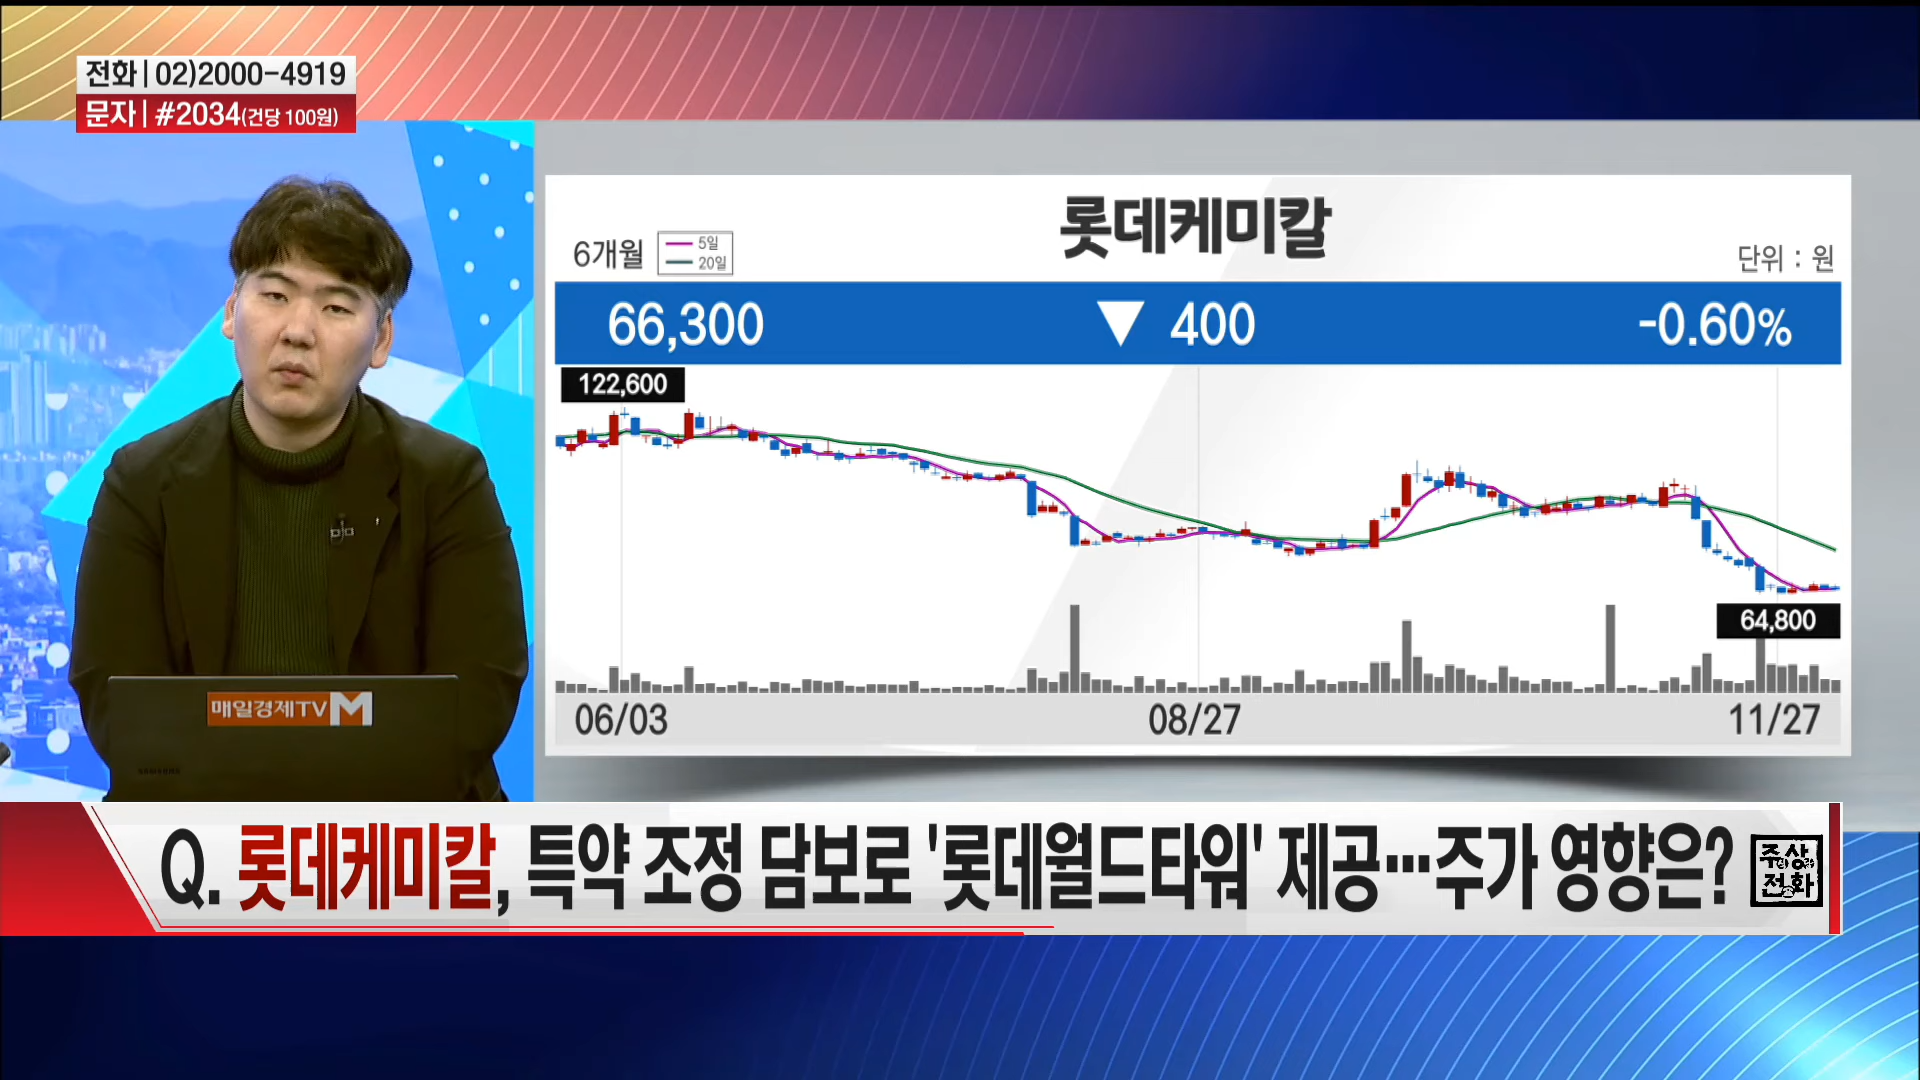 전화 | 02)2000-4919
문자 | #2034(건당 100원)
롯데케미칼
6개월
5일
20일
단위 : 원
66,300 ▼ 400 -0.60%
122,600
64,800
06/03 08/27 11/27
매일경제TV M
Q. 롯데케미칼, 특약 조정 담보로 '롯데월드타워' 제공…주가 영향은?
주상
전화